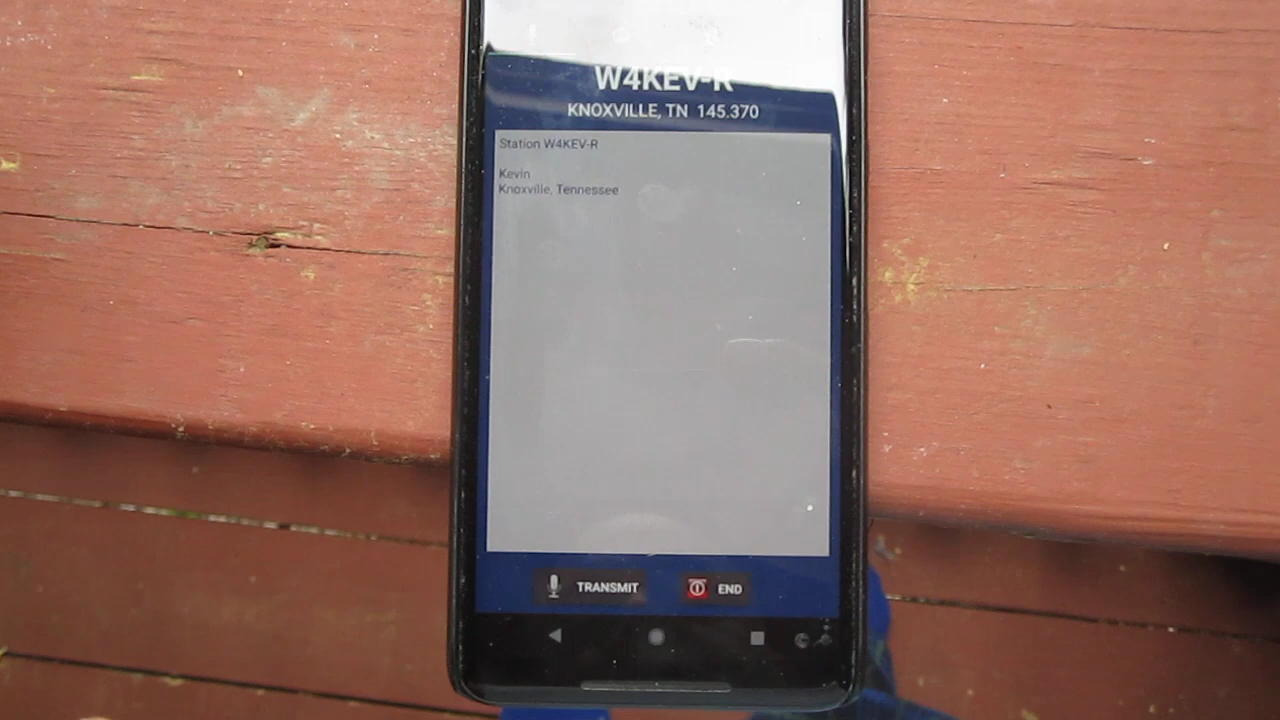 W4KEV-R
KNOXVILLE, TN 145.370
Station W4KEV-R
Kevin
Knoxville, Tennessee
TRANSMIT
END